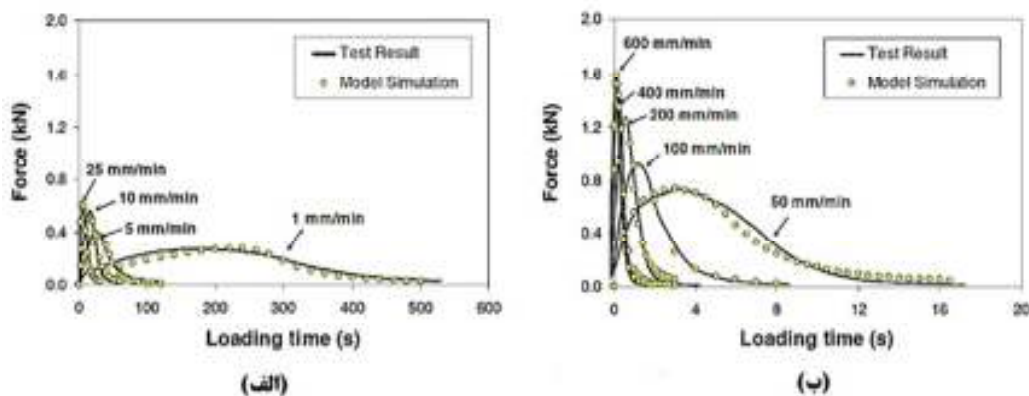 2.0
1.6
1.2
0.8
0.4
0.0
Force (kN)
Test Result
Model Simulation
25 mm/min
10 mm/min
5 mm/min
1 mm/min
0 100 200 300 400 500 600
Loading time (s)
(الف)
2.0
1.6
1.2
0.8
0.4
0.0
Force (kN)
Test Result
Model Simulation
600 mm/min
400 mm/min
200 mm/min
100 mm/min
50 mm/min
0 4 8 12 16 20
Loading time (s)
(ب)